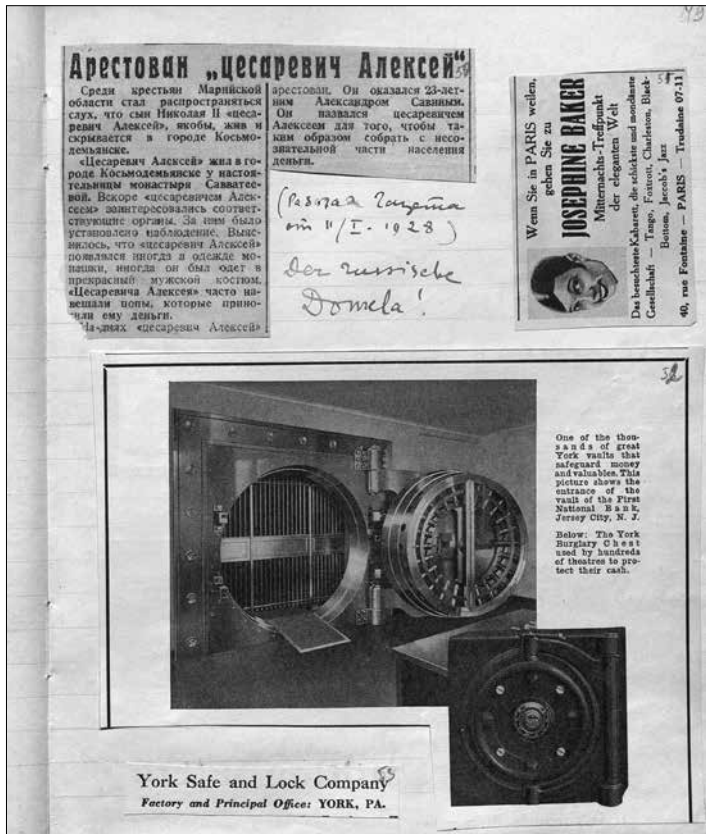 Арестован „цесаревич Алексей“
Среди крестьян Марийской
области стал распространяться
слух, что сын Николая II «цеса-
ревич Алексей», якобы, жив и
скрывается в городе Космо-
демьянске.
«Цесаревич Алексей» жил в го-
роде Космодемьянске у настоя-
тельницы монастыря Савватее-
вой. Вскоре «цесаревичем Алек-
сеем» заинтересовались соответ-
ствующие органы. За ним было
установлено наблюдение. Выяс-
нилось, что «цесаревич Алексей»
появлялся иногда в одежде мо-
нашки, иногда он был одет в
прекрасный мужской костюм.
«Цесаревича Алексея» часто на-
вещали попы, которые прино-
сили ему деньги.
На-днях «цесаревич Алексей»
арестован. Он оказался 23-лет-
ним Александром Савиным.
Он назвался цесаревичем
Алексеем для того, чтобы та-
ким образом собрать с несо-
знательной части населения
деньги.
(Рабочая Газета
от 11/I-1928)
Der russische
Domela!
Wenn Sie in PARIS weilen,
gehen Sie zu
JOSEPHINE BAKER
Mitternachts-Treffpunkt
der eleganten Welt
Das besuchteste Kabarett, die schickste und mondänste
Gesellschaft — Tango, Foxtrott, Charleston, Black-
Bottom, Jaccob's Jazz
40, rue Fontaine — PARIS — Trudaine 07-11
52
One of the thou-
sands of great
York vaults that
safeguard money
and valuables. This
picture shows the
entrance of the
vault of the First
National Bank,
Jersey City, N. J.
Below: The York
Burglary Chest
used by hundreds
of theatres to pro-
tect their cash.
York Safe and Lock Company
53
Factory and Principal Office: YORK, PA.